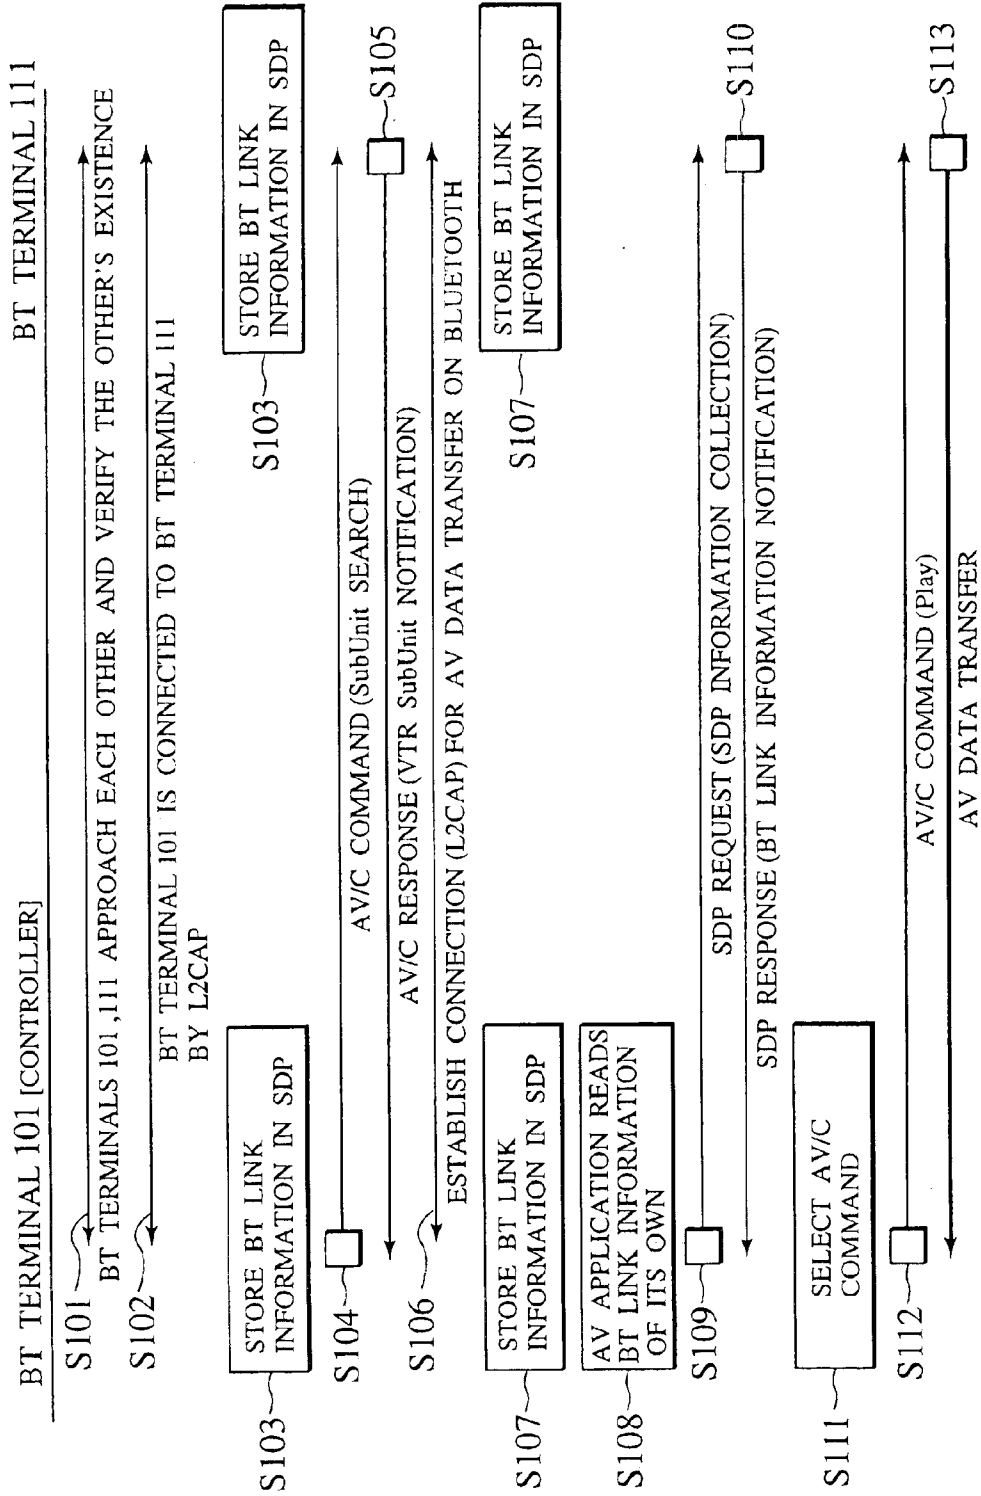 BT TERMINAL 101 [CONTROLLER]
BT TERMINAL 111
S101
BT TERMINALS 101,111 APPROACH EACH OTHER AND VERIFY THE OTHER'S EXISTENCE
S102
BT TERMINAL 101 IS CONNECTED TO BT TERMINAL 111
BY L2CAP
S103
STORE BT LINK
INFORMATION IN SDP
S103
STORE BT LINK
INFORMATION IN SDP
S104
AV/C COMMAND (SubUnit SEARCH)
S105
AV/C RESPONSE (VTR SubUnit NOTIFICATION)
S106
ESTABLISH CONNECTION (L2CAP) FOR AV DATA TRANSFER ON BLUETOOTH
S107
STORE BT LINK
INFORMATION IN SDP
S107
STORE BT LINK
INFORMATION IN SDP
S108
AV APPLICATION READS
BT LINK INFORMATION
OF ITS OWN
S109
SDP REQUEST (SDP INFORMATION COLLECTION)
S110
SDP RESPONSE (BT LINK INFORMATION NOTIFICATION)
S111
SELECT AV/C
COMMAND
S112
AV/C COMMAND (Play)
S113
AV DATA TRANSFER